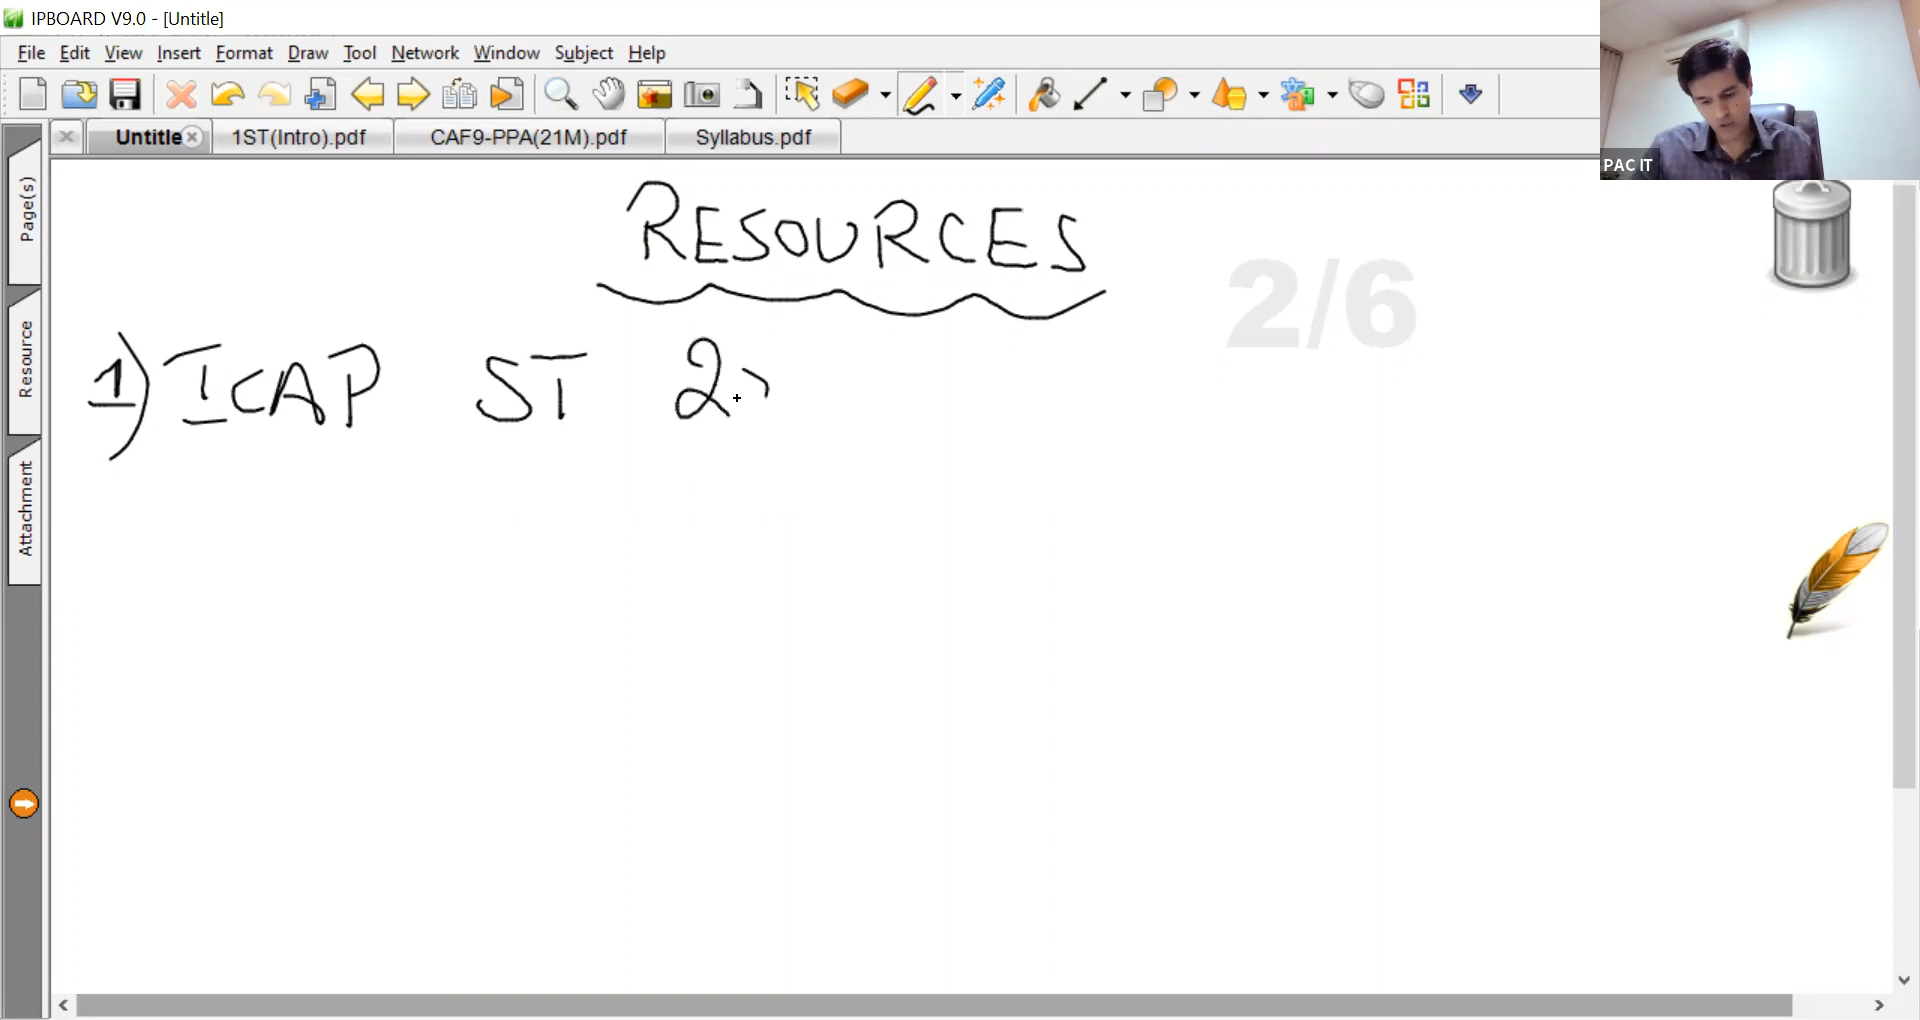 IPBOARD V9.0 - [Untitle]
File Edit View Insert Format Draw Tool Network Window Subject Help
Untitle 1ST(Intro).pdf CAF9-PPA(21M).pdf Syllabus.pdf
PAC IT
Page(s)
Resource
Attachment
RESOURCES
2/6
1) ICAP ST 2